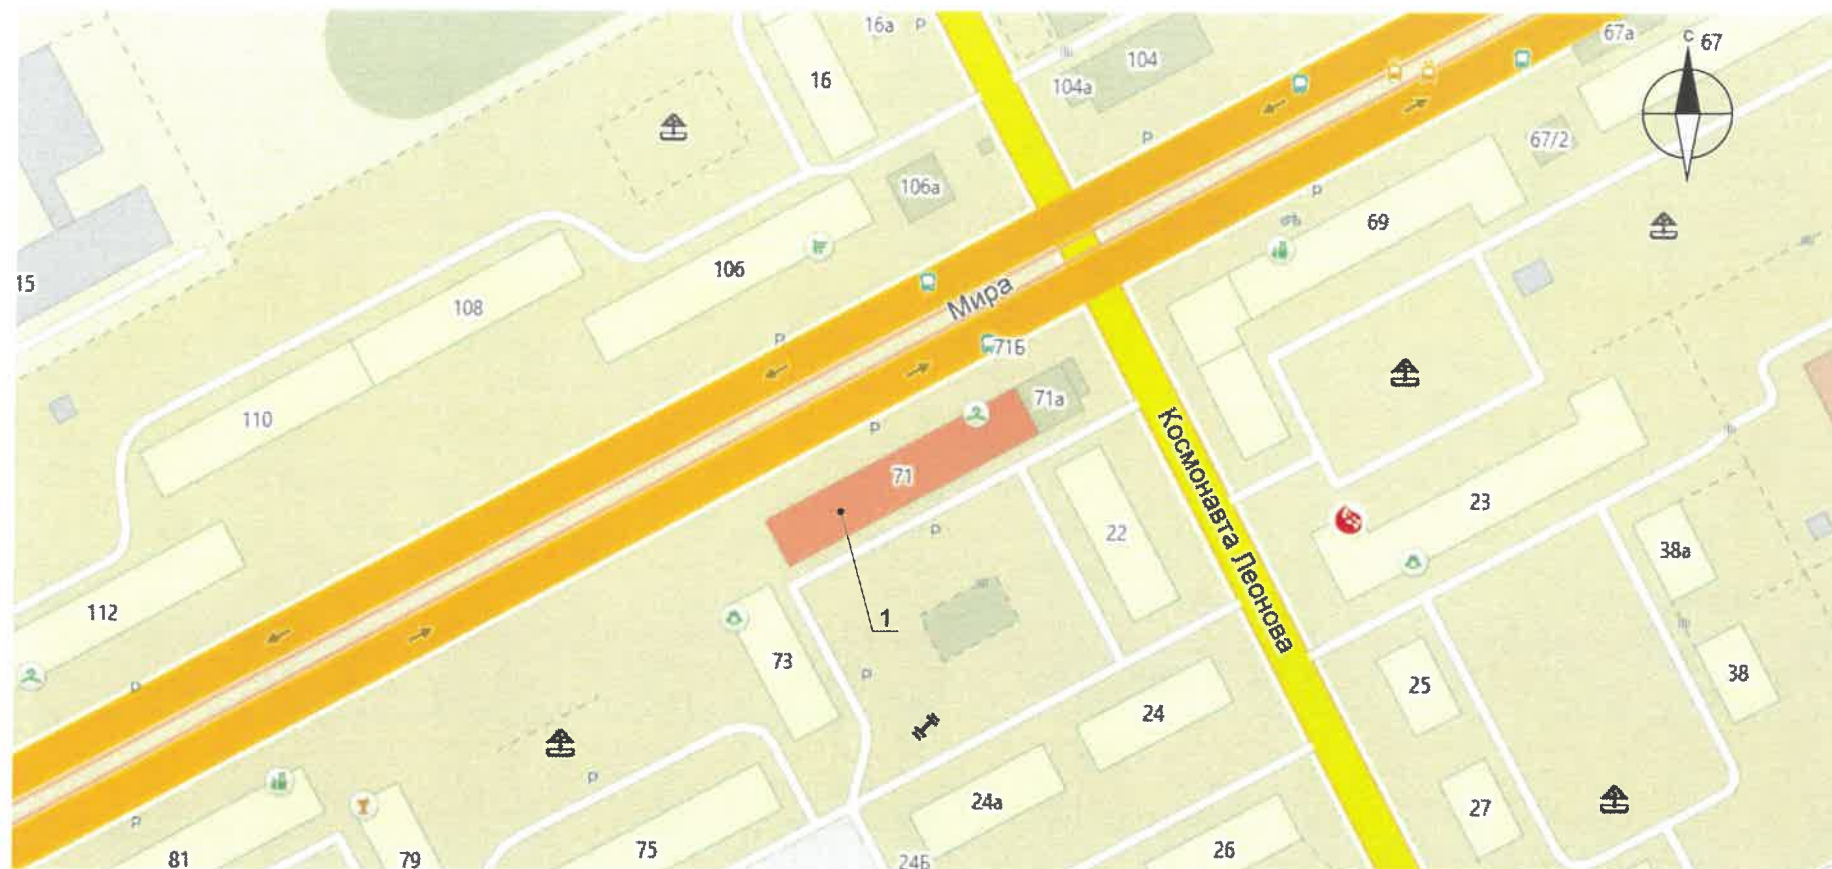 16а
P
67а
С
67
16
104
104а
P
67/2
106а
P
69
15
106
108
Мира
P
71Б
110
71а
P
71
Космонавта Леонова
22
23
P
38а
112
1
73
25
38
P
P
24
P
24а
27
P
81
79
75
24Б
26